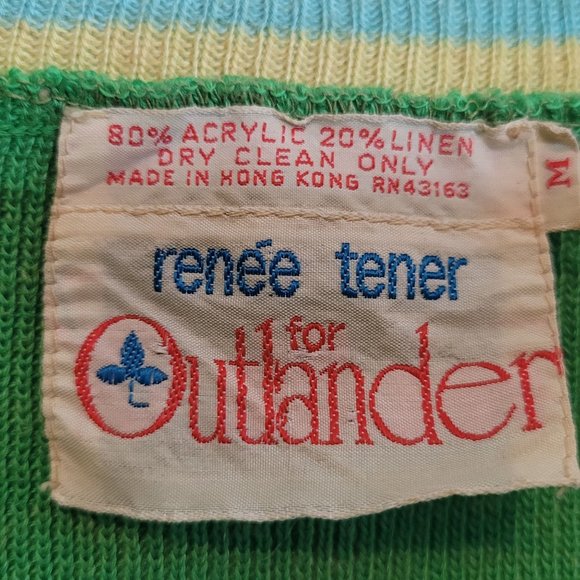 80% ACRYLIC 20% LINEN
DRY CLEAN ONLY
MADE IN HONG KONG RN43163
M
renée tener
for
Outlander